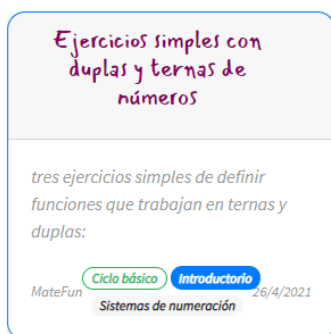 Ejercicios simples con
duplas y ternas de
números
tres ejercicios simples de definir
funciones que trabajan en ternas y
duplas:
MateFun Ciclo básico Introductorio 26/4/2021
Sistemas de numeración